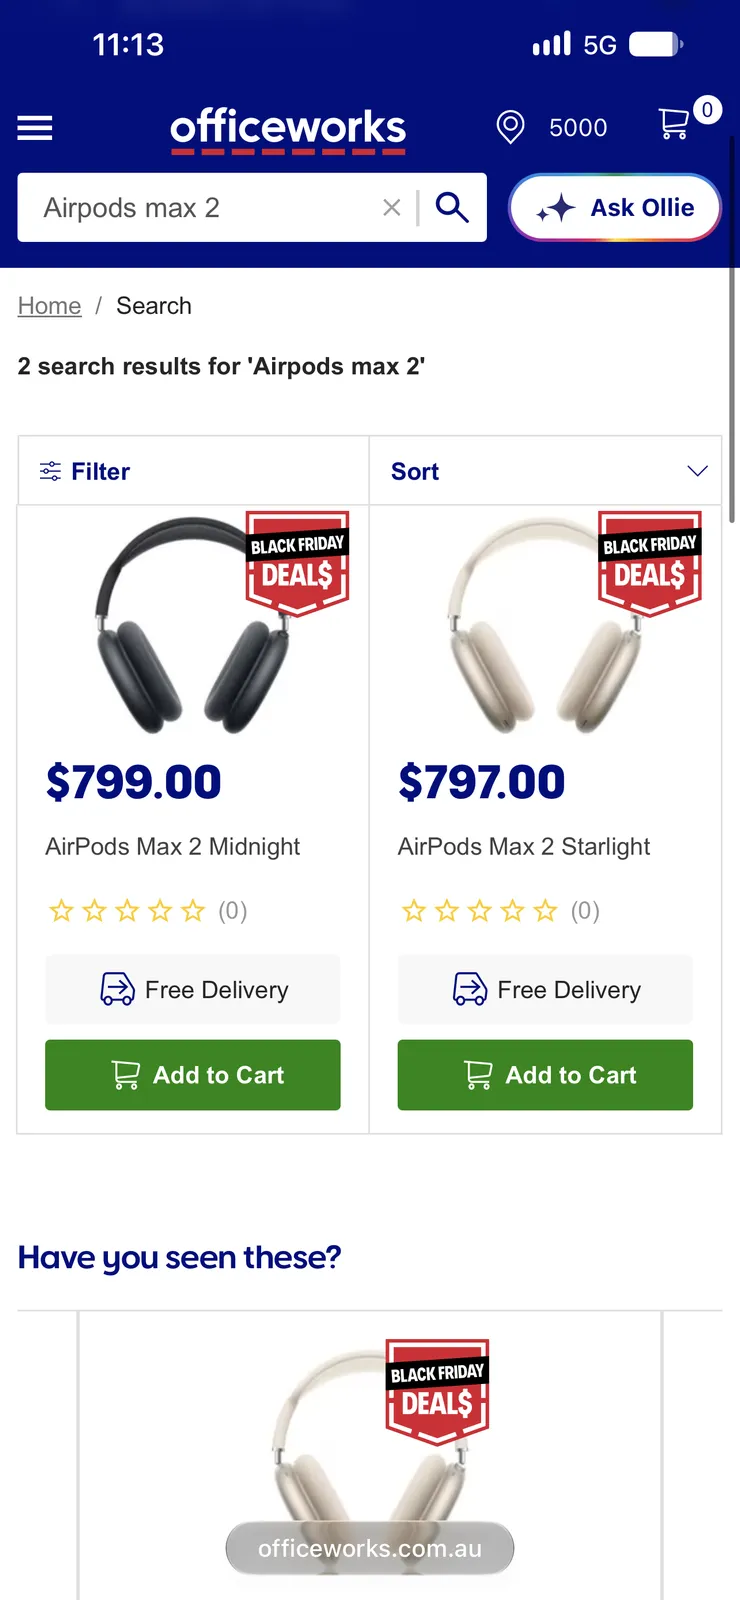 11:13
5G
officeworks
5000
0
Airpods max 2
Ask Ollie
Home / Search
2 search results for 'Airpods max 2'
Filter
Sort
BLACK FRIDAY
DEAL$
$799.00
AirPods Max 2 Midnight
(0)
Free Delivery
Add to Cart
BLACK FRIDAY
DEAL$
$797.00
AirPods Max 2 Starlight
(0)
Free Delivery
Add to Cart
Have you seen these?
BLACK FRIDAY
DEAL$
officeworks.com.au